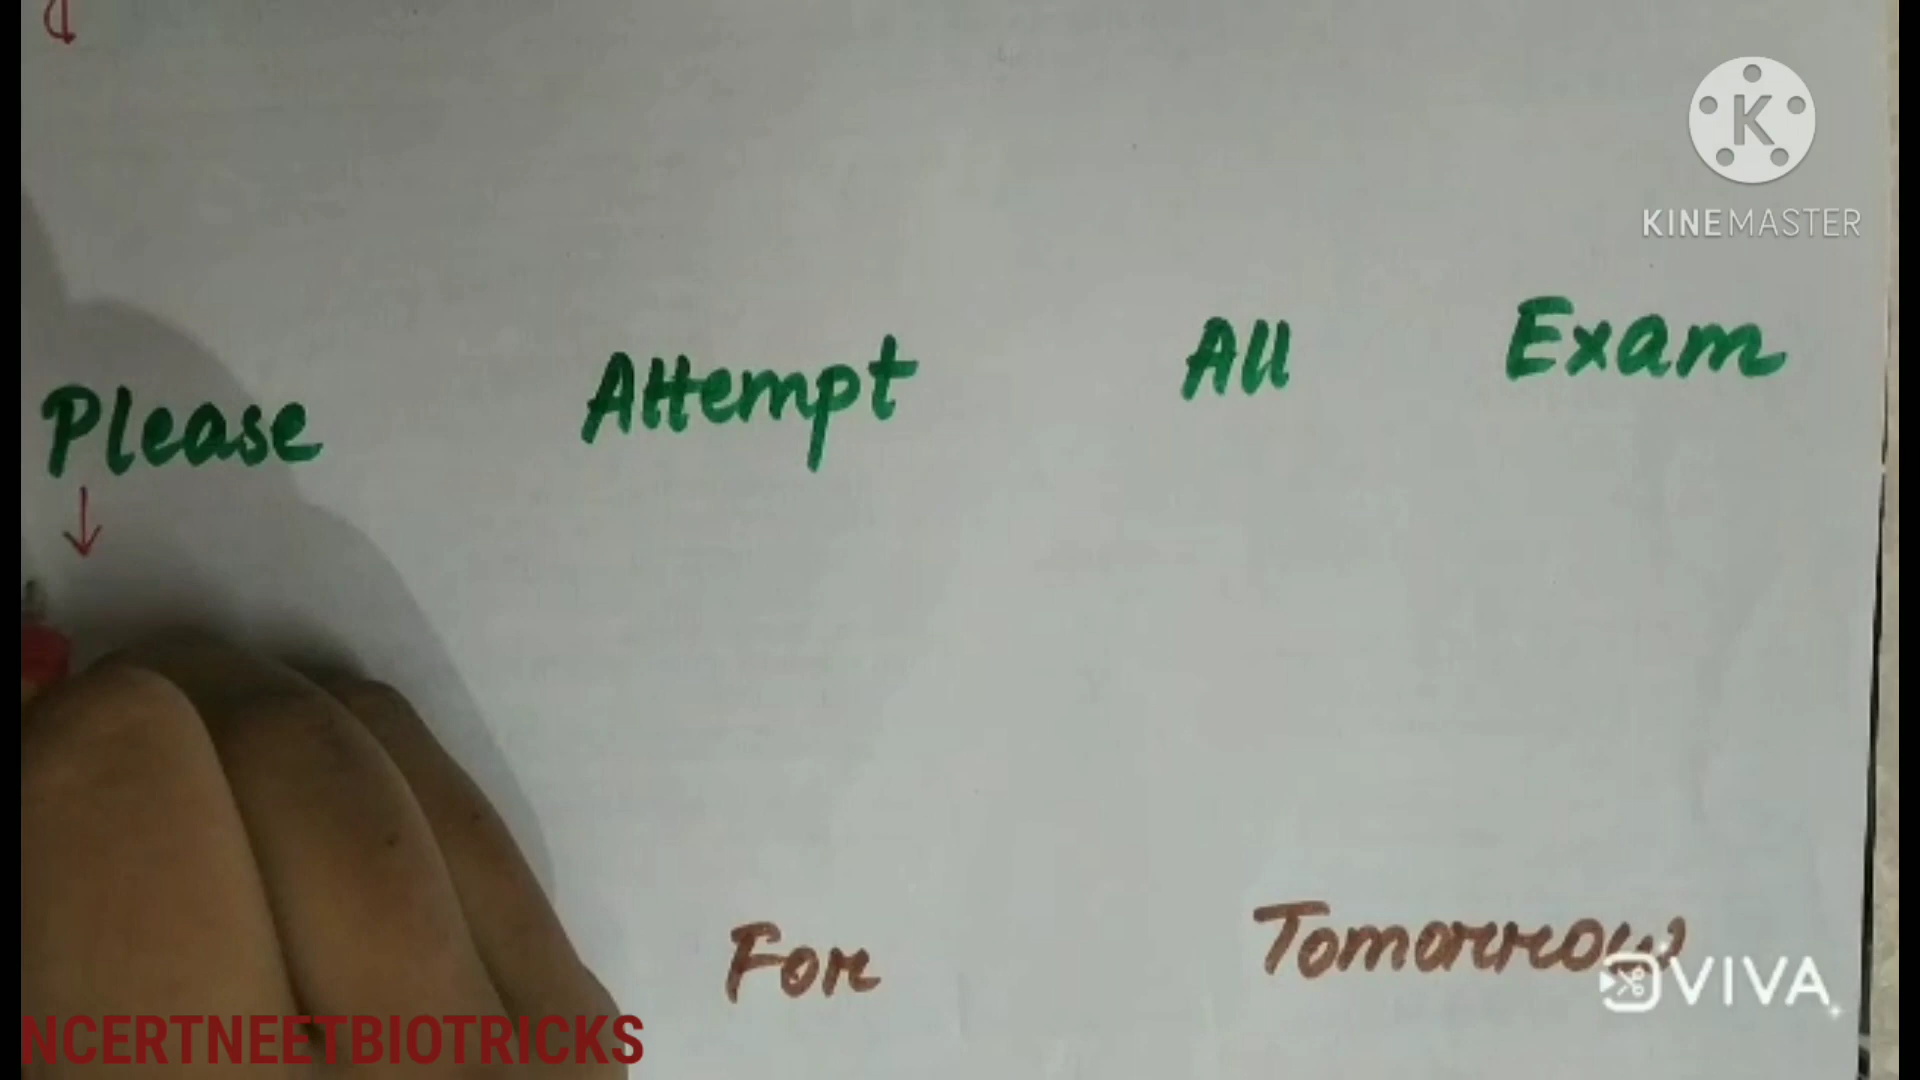 KINEMASTER
Please Attempt All Exam
For Tomorrow
VIVA
NCERTNEETBIOTRICKS